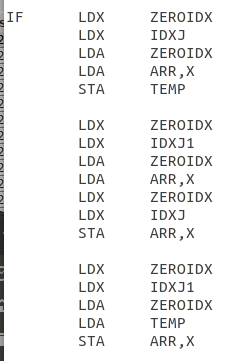 IF LDX ZEROIDX
LDX IDXJ
LDA ZEROIDX
LDA ARR,X
STA TEMP
LDX ZEROIDX
LDX IDXJ1
LDA ZEROIDX
LDA ARR,X
LDX ZEROIDX
LDX IDXJ
STA ARR,X
LDX ZEROIDX
LDX IDXJ1
LDA ZEROIDX
LDA TEMP
STA ARR,X